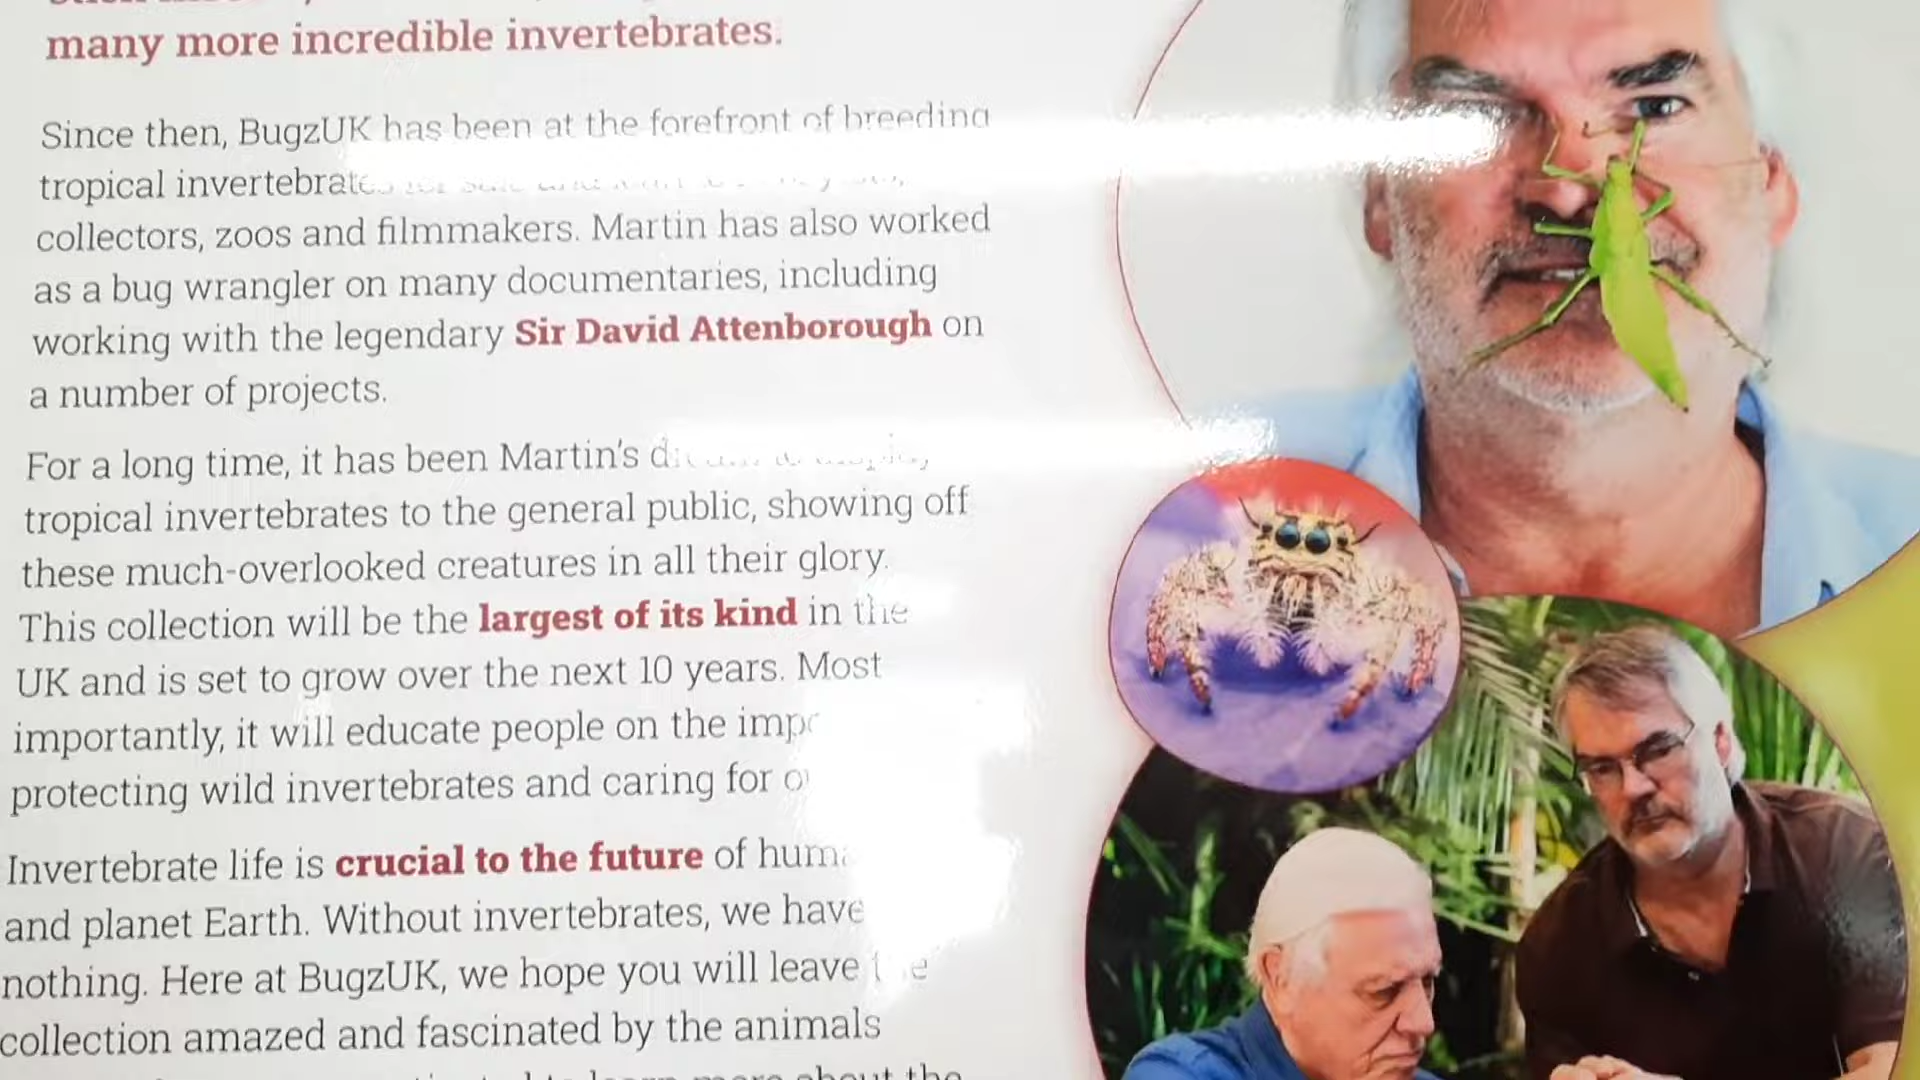 many more incredible invertebrates.
Since then, BugzUK has been at the forefront of breeding
tropical invertebrates
collectors, zoos and filmmakers. Martin has also worked
as a bug wrangler on many documentaries, including
working with the legendary Sir David Attenborough on
a number of projects.
For a long time, it has been Martin's
tropical invertebrates to the general public, showing off
these much-overlooked creatures in all their glory.
This collection will be the largest of its kind in the
UK and is set to grow over the next 10 years. Most
importantly, it will educate people on the
protecting wild invertebrates and caring for
Invertebrate life is crucial to the future of
and planet Earth. Without invertebrates, we have
nothing. Here at BugzUK, we hope you will leave the
collection amazed and fascinated by the animals
to learn more about the